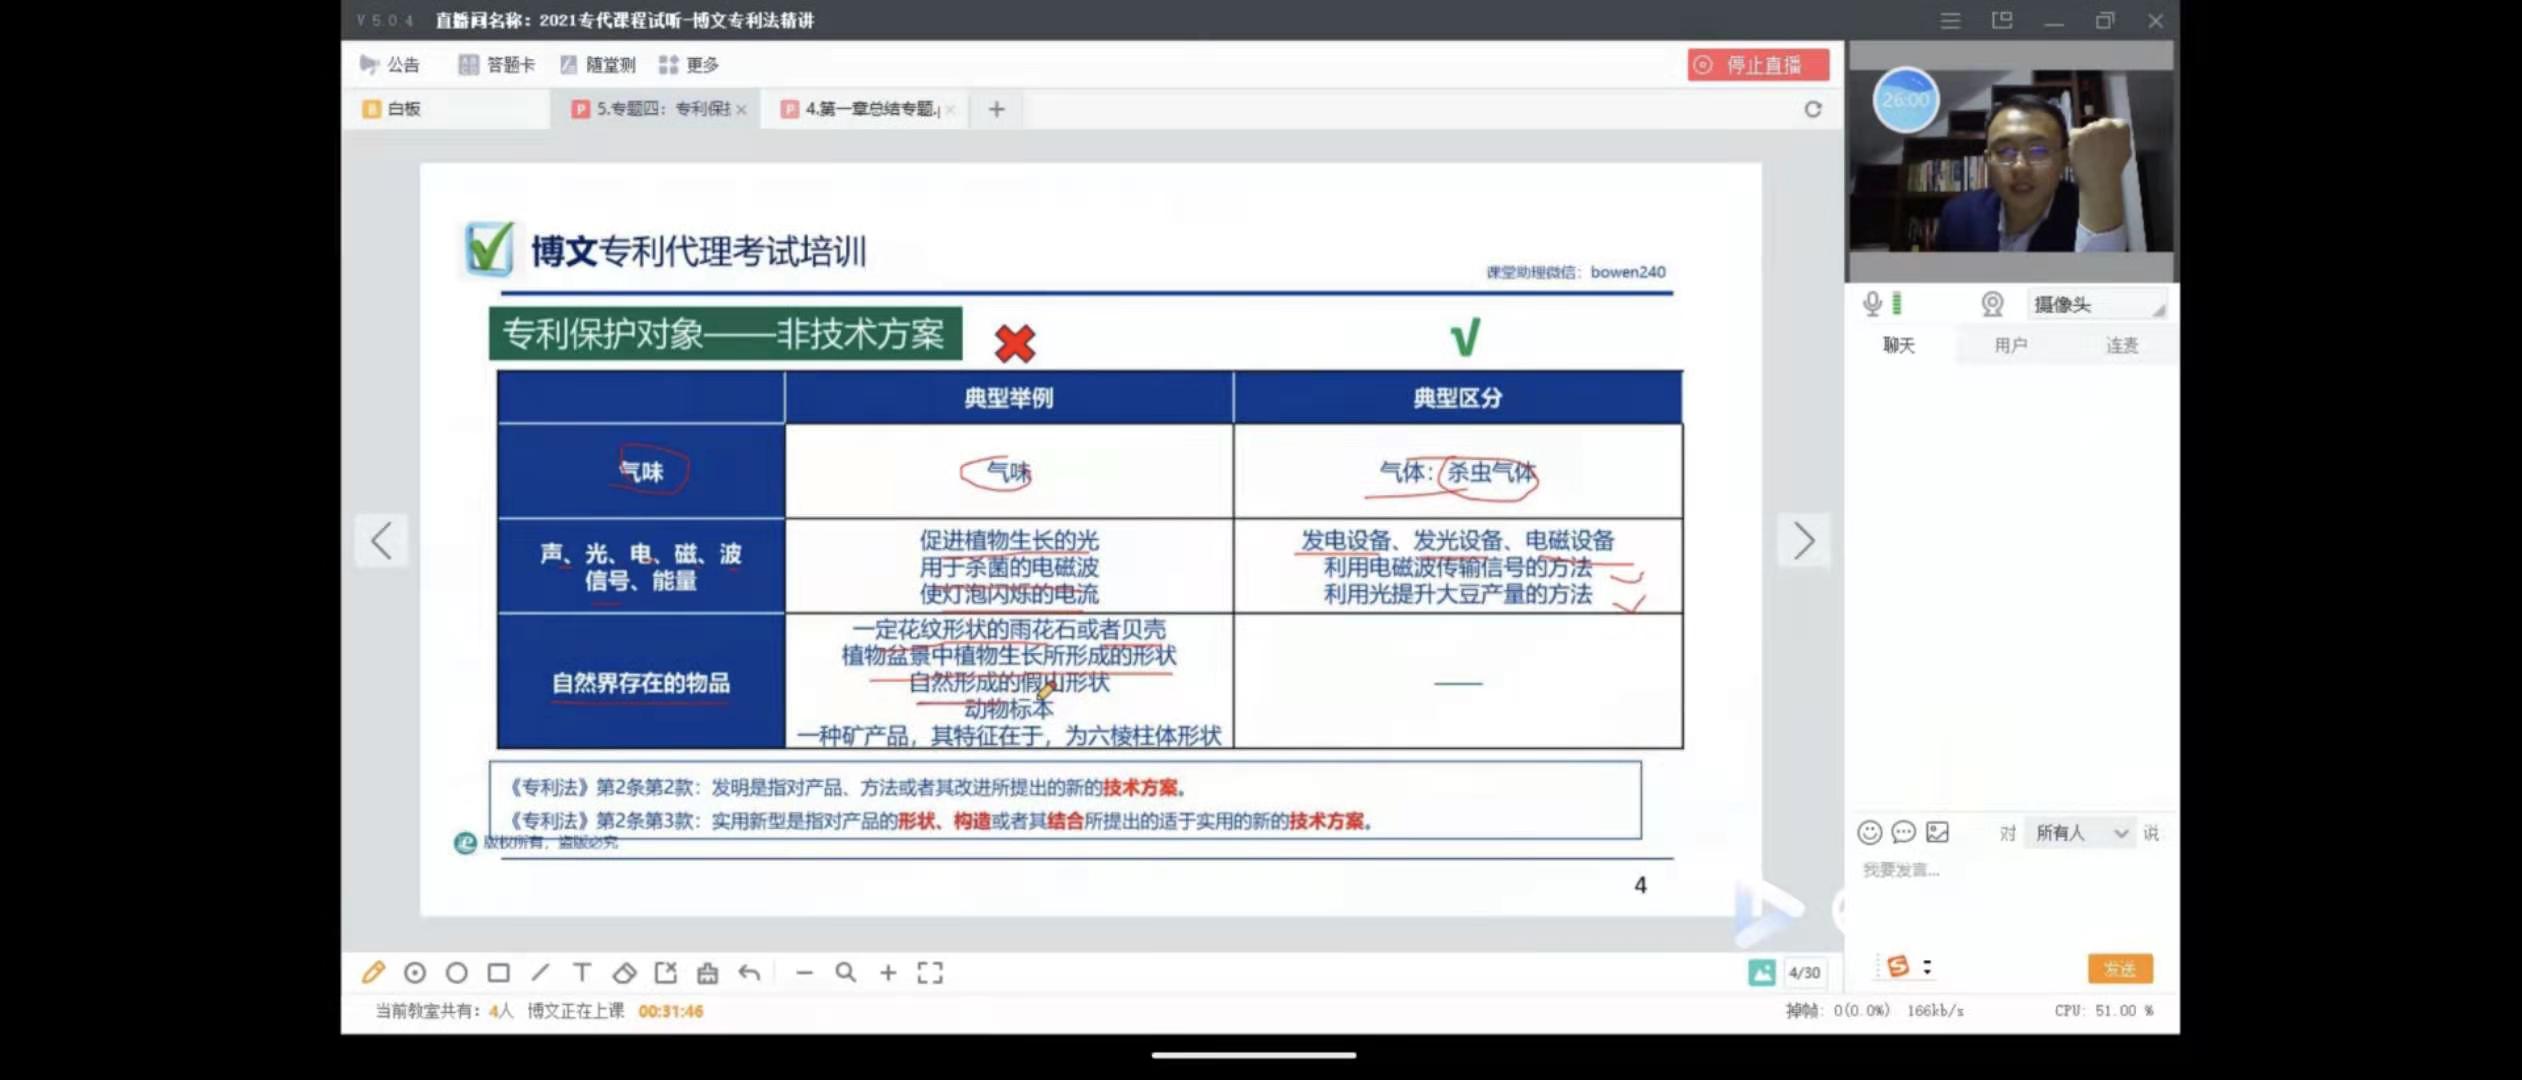 V 5.0.4 直播间名称：2021专代课程试听-博文专利法精讲
公告 答题卡 随堂测 更多 停止直播
白板 5.专题四：专利保 4.第一章总结专题.
26:00
博文专利代理考试培训
课堂助理微信：bowen240
专利保护对象——非技术方案
典型举例 典型区分
气味 气味 气体：杀虫气体
声、光、电、磁、波
信号、能量
促进植物生长的光
用于杀菌的电磁波
使灯泡闪烁的电流
发电设备、发光设备、电磁设备
利用电磁波传输信号的方法
利用光提升大豆产量的方法
自然界存在的物品
一定花纹形状的雨花石或者贝壳
植物盆景中植物生长所形成的形状
自然形成的假山形状
动物标本
一种矿产品，其特征在于，为六棱柱体形状
——
《专利法》第2条第2款：发明是指对产品、方法或者其改进所提出的新的技术方案。
《专利法》第2条第3款：实用新型是指对产品的形状、构造或者其结合所提出的适于实用的新的技术方案。
版权所有，盗版必究
4
4/30
当前教室共有：4人 博文正在上课 00:31:46
掉帧：0(0.0%) 166kb/s CPU: 51.00 %
摄像头
聊天 用户 连麦
对 所有人 说
我要发言...
发送